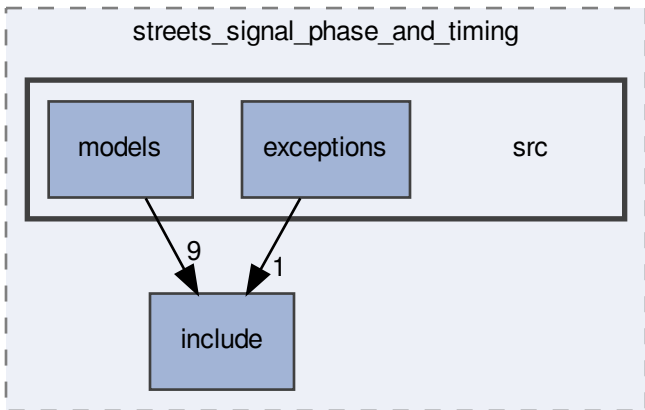 streets_signal_phase_and_timing
models
exceptions
src
9
1
include